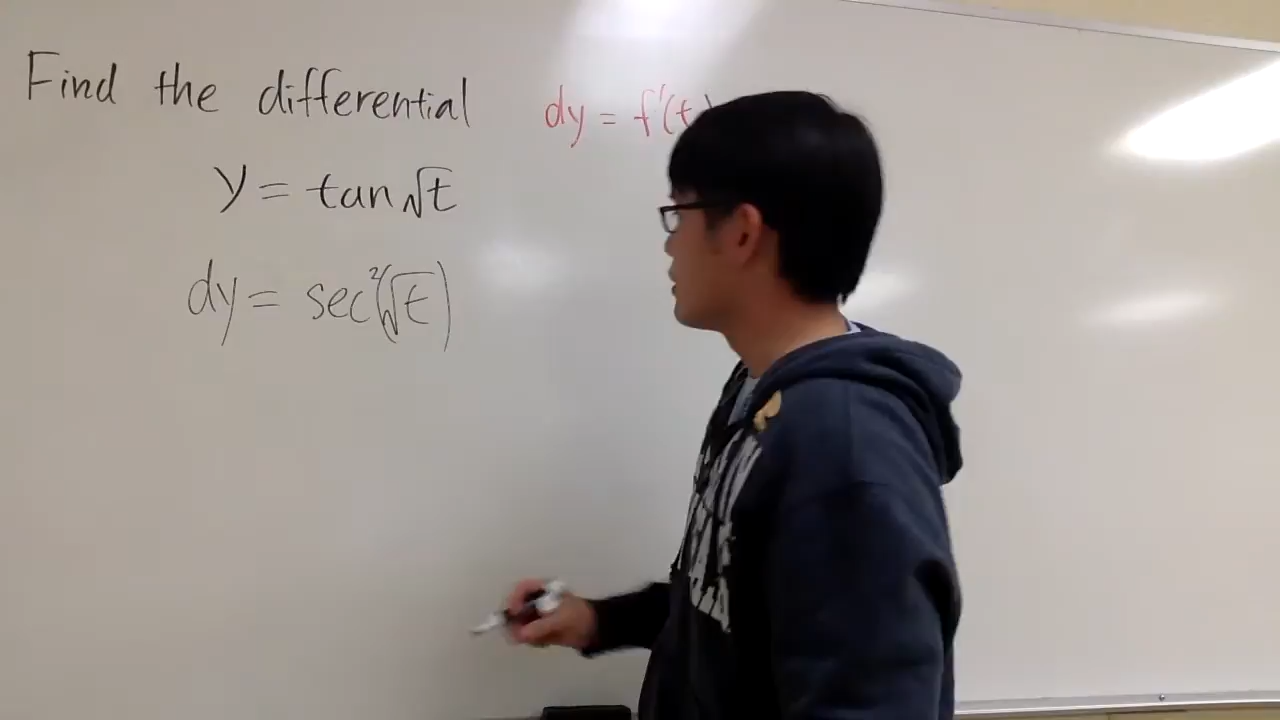 Find the differential
dy = f'(t)
y = tan √t
dy = sec²(√t)